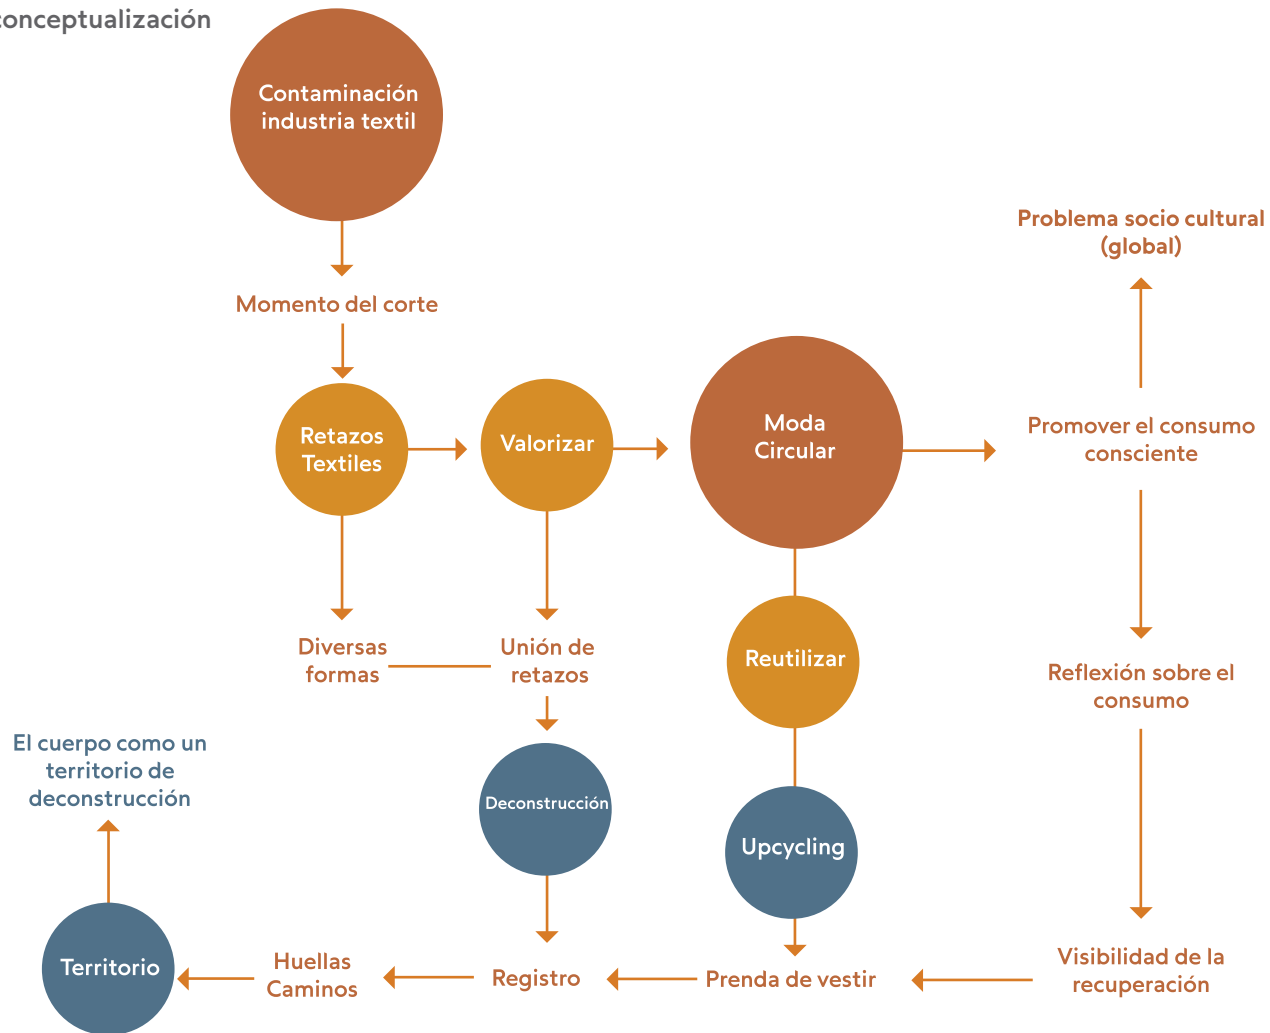 conceptualización
Contaminación
industria textil
Problema socio cultural
(global)
Momento del corte
Retazos
Textiles
Valorizar
Moda
Circular
Promover el consumo
consciente
Diversas
formas
Unión de
retazos
Reutilizar
Reflexión sobre el
consumo
El cuerpo como un
territorio de
deconstrucción
Deconstrucción
Upcycling
Territorio
Huellas
Caminos
Registro
Prenda de vestir
Visibilidad de la
recuperación